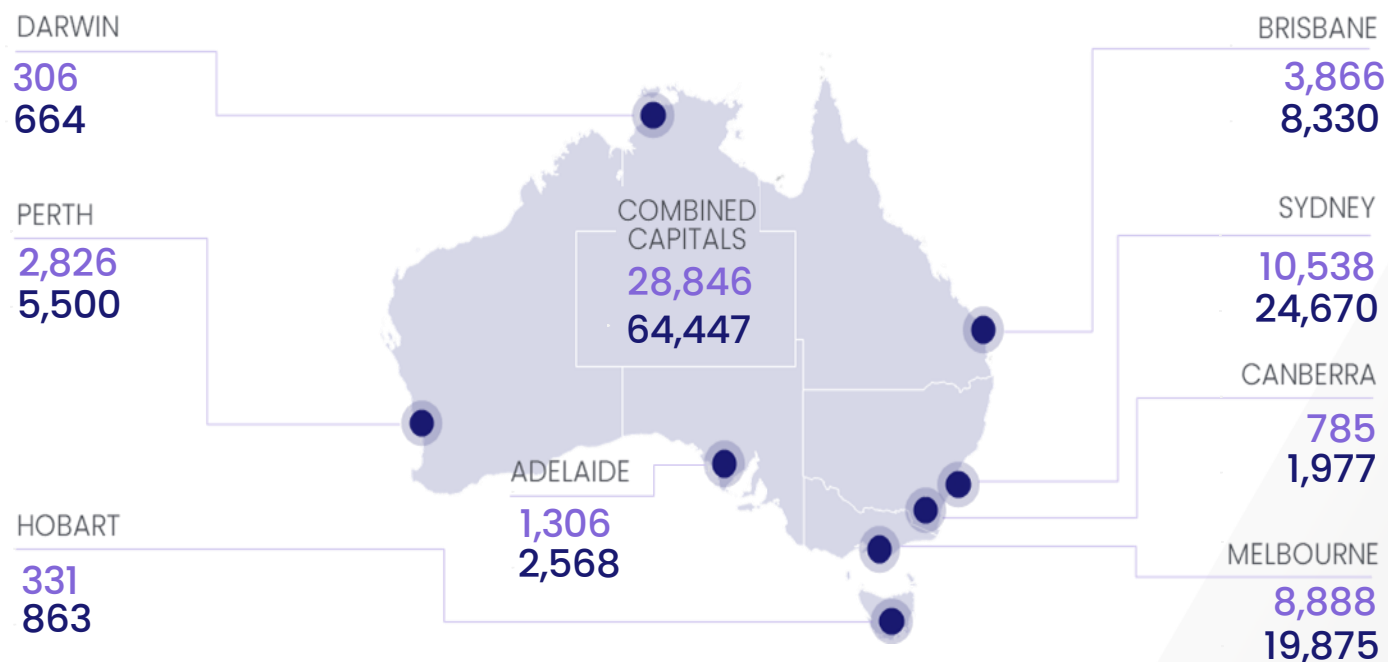 DARWIN
306
664
PERTH
2,826
5,500
HOBART
331
863
COMBINED
CAPITALS
28,846
64,447
ADELAIDE
1,306
2,568
BRISBANE
3,866
8,330
SYDNEY
10,538
24,670
CANBERRA
785
1,977
MELBOURNE
8,888
19,875